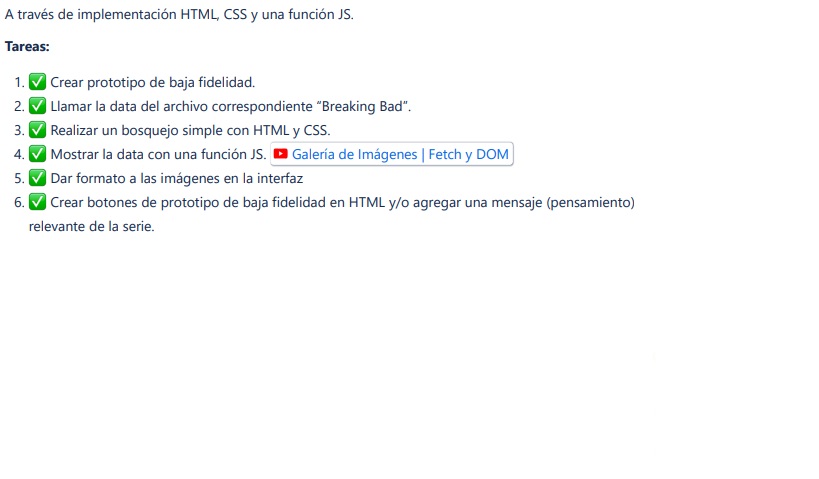 A través de implementación HTML, CSS y una función JS.
Tareas:
1. ✅ Crear prototipo de baja fidelidad.
2. ✅ Llamar la data del archivo correspondiente “Breaking Bad”.
3. ✅ Realizar un bosquejo simple con HTML y CSS.
4. ✅ Mostrar la data con una función JS. Galería de Imágenes | Fetch y DOM
5. ✅ Dar formato a las imágenes en la interfaz
6. ✅ Crear botones de prototipo de baja fidelidad en HTML y/o agregar una mensaje (pensamiento)
relevante de la serie.